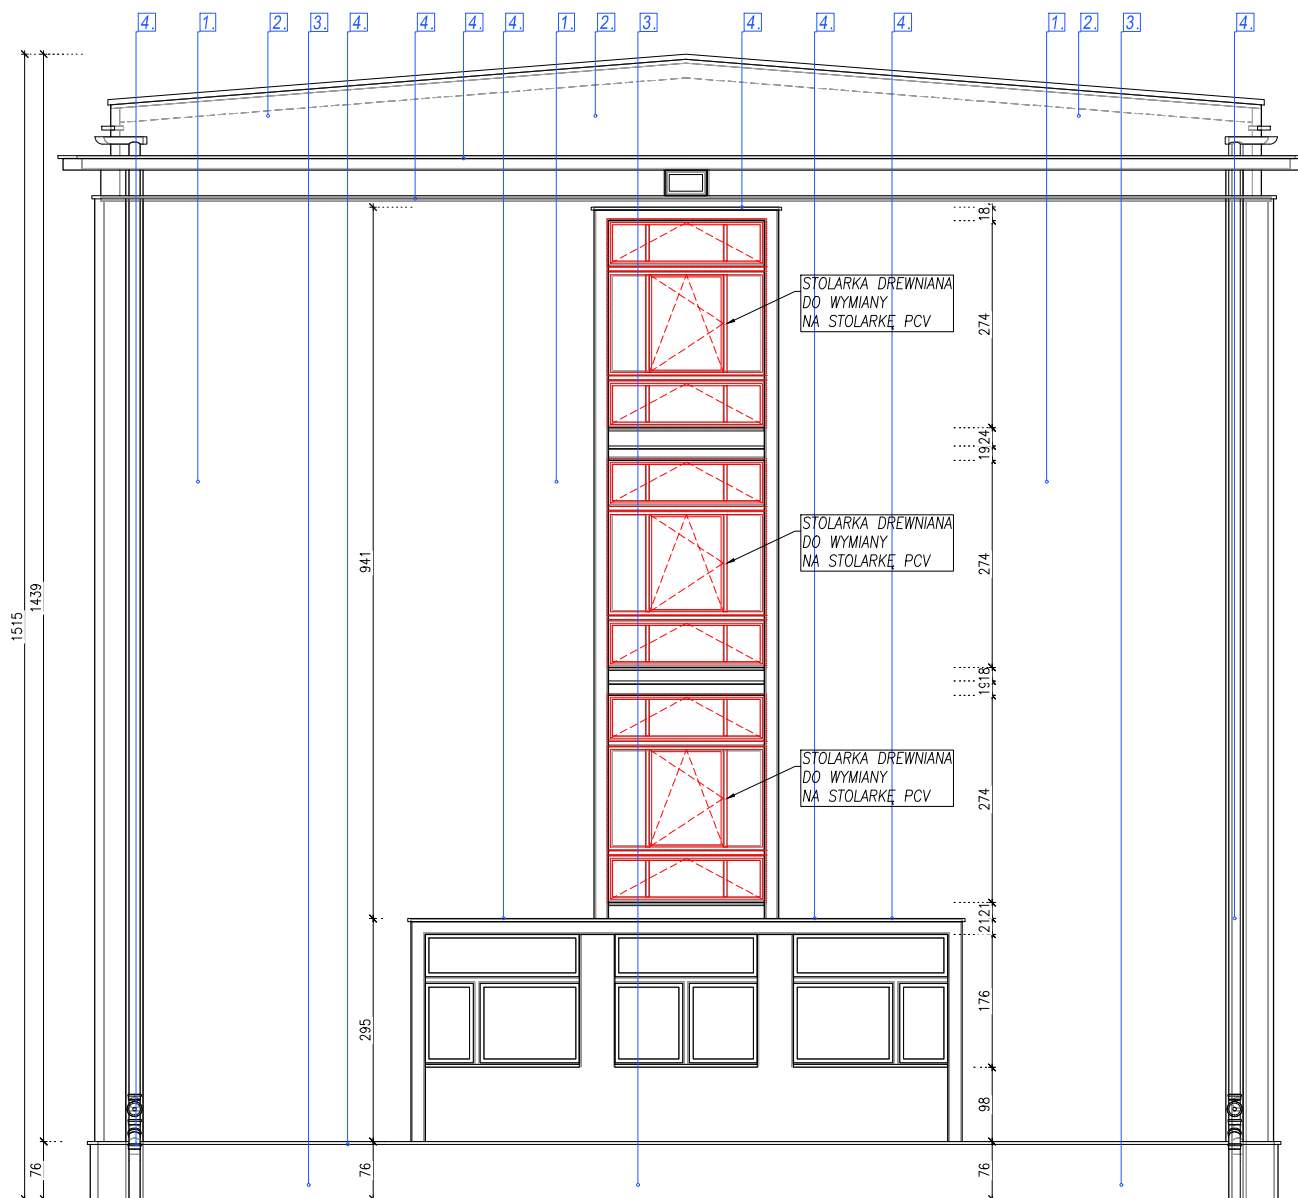 4. 1. 2. 3. 4. 4. 4. 4. 1. 2. 3. 4. 4. 4. 1. 2. 3. 4.
18
STOLARKA DREWNIANA
DO WYMIANY
NA STOLARKĘ PCV
274
24
19
STOLARKA DREWNIANA
DO WYMIANY
NA STOLARKĘ PCV
941
274
1439
1515
18
19
STOLARKA DREWNIANA
DO WYMIANY
NA STOLARKĘ PCV
274
21
21
176
295
98
76
76
76